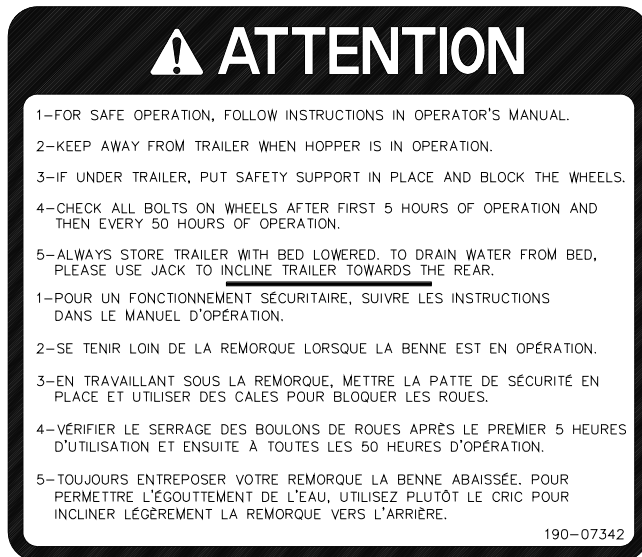 ATTENTION
1-FOR SAFE OPERATION, FOLLOW INSTRUCTIONS IN OPERATOR'S MANUAL.
2-KEEP AWAY FROM TRAILER WHEN HOPPER IS IN OPERATION.
3-IF UNDER TRAILER, PUT SAFETY SUPPORT IN PLACE AND BLOCK THE WHEELS.
4-CHECK ALL BOLTS ON WHEELS AFTER FIRST 5 HOURS OF OPERATION AND
THEN EVERY 50 HOURS OF OPERATION.
5-ALWAYS STORE TRAILER WITH BED LOWERED. TO DRAIN WATER FROM BED,
PLEASE USE JACK TO INCLINE TRAILER TOWARDS THE REAR.
1-POUR UN FONCTIONNEMENT SÉCURITAIRE, SUIVRE LES INSTRUCTIONS
DANS LE MANUEL D'OPÉRATION.
2-SE TENIR LOIN DE LA REMORQUE LORSQUE LA BENNE EST EN OPÉRATION.
3-EN TRAVAILLANT SOUS LA REMORQUE, METTRE LA PATTE DE SÉCURITÉ EN
PLACE ET UTILISER DES CALES POUR BLOQUER LES ROUES.
4-VÉRIFIER LE SERRAGE DES BOULONS DE ROUES APRÈS LE PREMIER 5 HEURES
D'UTILISATION ET ENSUITE À TOUTES LES 50 HEURES D'OPÉRATION.
5-TOUJOURS ENTREPOSER VOTRE REMORQUE LA BENNE ABAISSÉE. POUR
PERMETTRE L'ÉGOUTTEMENT DE L'EAU, UTILISEZ PLUTÔT LE CRIC POUR
INCLINER LÉGÈREMENT LA REMORQUE VERS L'ARRIÈRE.
190-07342